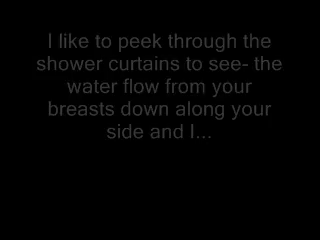 I like to peek through the
shower curtains to see- the
water flow from your
breasts down along your
side and I...